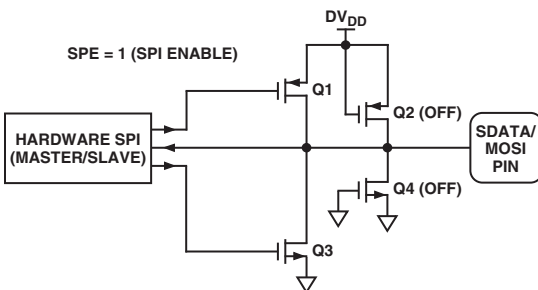 DVDD
SPE = 1 (SPI ENABLE)
Q1
Q2 (OFF)
HARDWARE SPI
(MASTER/SLAVE)
SDATA/
MOSI
PIN
Q4 (OFF)
Q3